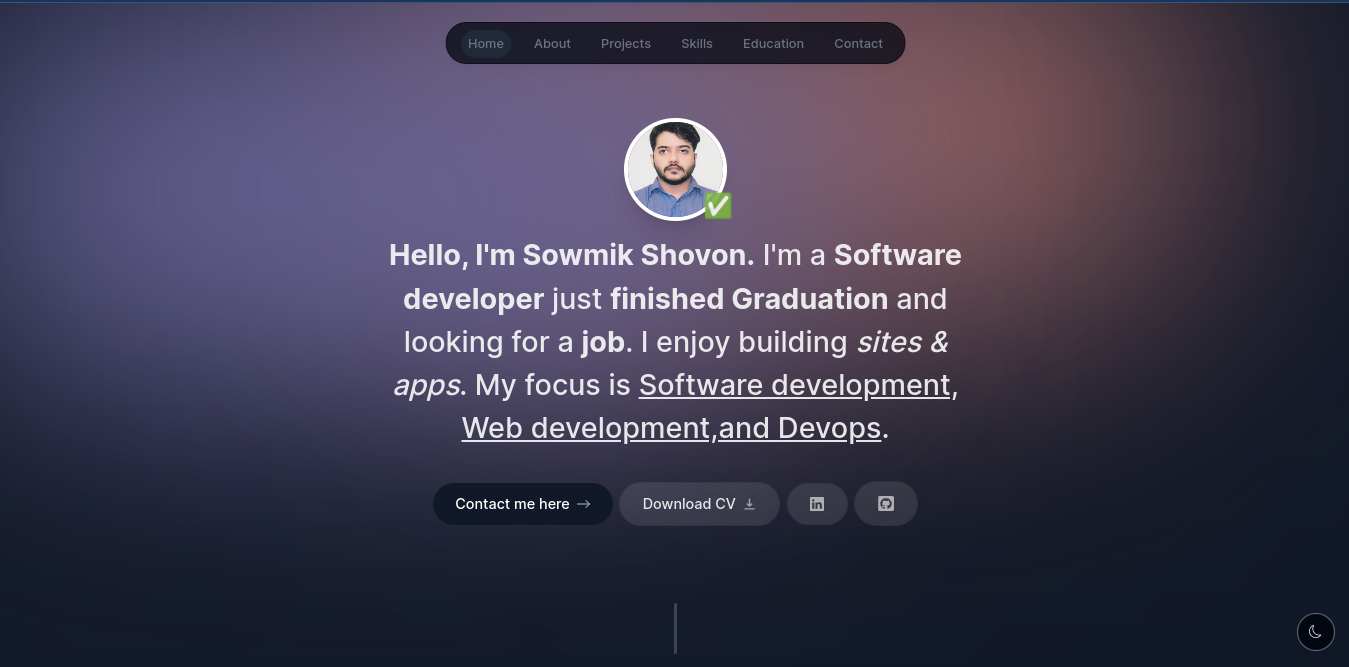 Home About Projects Skills Education Contact
Hello, I'm Sowmik Shovon. I'm a Software
developer just finished Graduation and
looking for a job. I enjoy building sites &
apps. My focus is Software development,
Web development,and Devops.
Contact me here Download CV